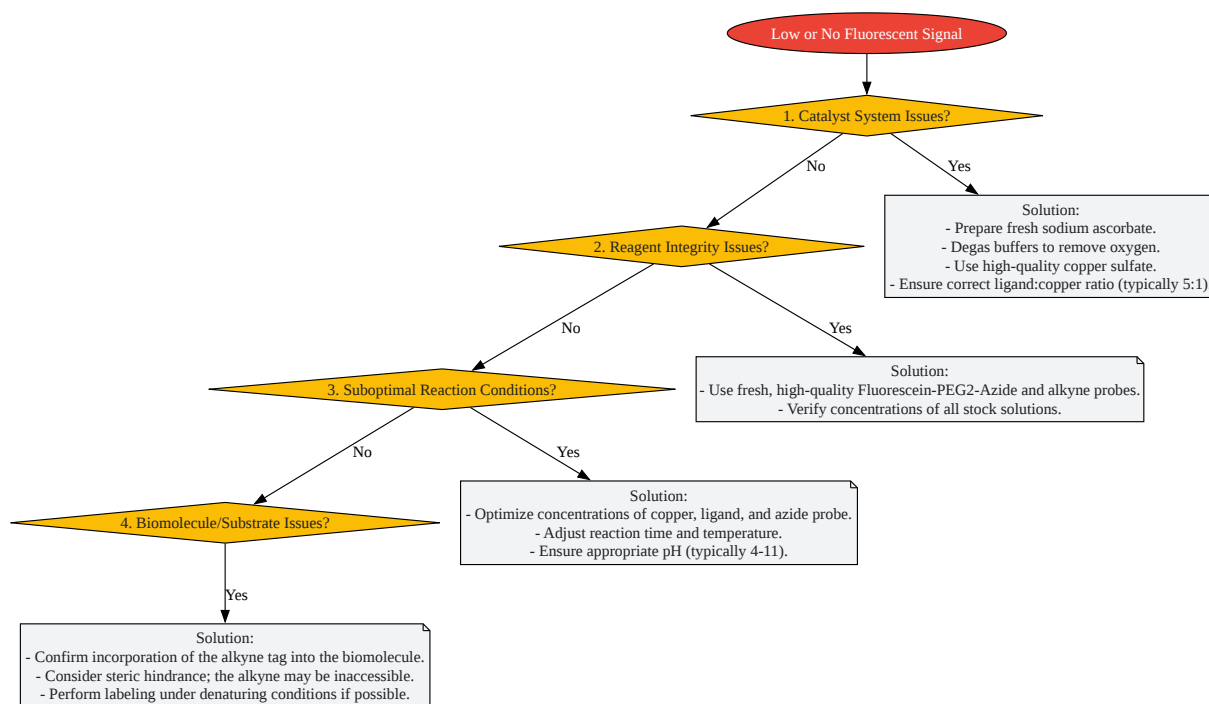 Low or No Fluorescent Signal
1. Catalyst System Issues?
No
Yes
Solution:
- Prepare fresh sodium ascorbate.
- Degas buffers to remove oxygen.
- Use high-quality copper sulfate.
- Ensure correct ligand:copper ratio (typically 5:1)
2. Reagent Integrity Issues?
No
Yes
Solution:
- Use fresh, high-quality Fluorescein-PEG2-Azide and alkyne probes.
- Verify concentrations of all stock solutions.
3. Suboptimal Reaction Conditions?
No
Yes
Solution:
- Optimize concentrations of copper, ligand, and azide probe.
- Adjust reaction time and temperature.
- Ensure appropriate pH (typically 4-11).
4. Biomolecule/Substrate Issues?
Yes
Solution:
- Confirm incorporation of the alkyne tag into the biomolecule.
- Consider steric hindrance; the alkyne may be inaccessible.
- Perform labeling under denaturing conditions if possible.